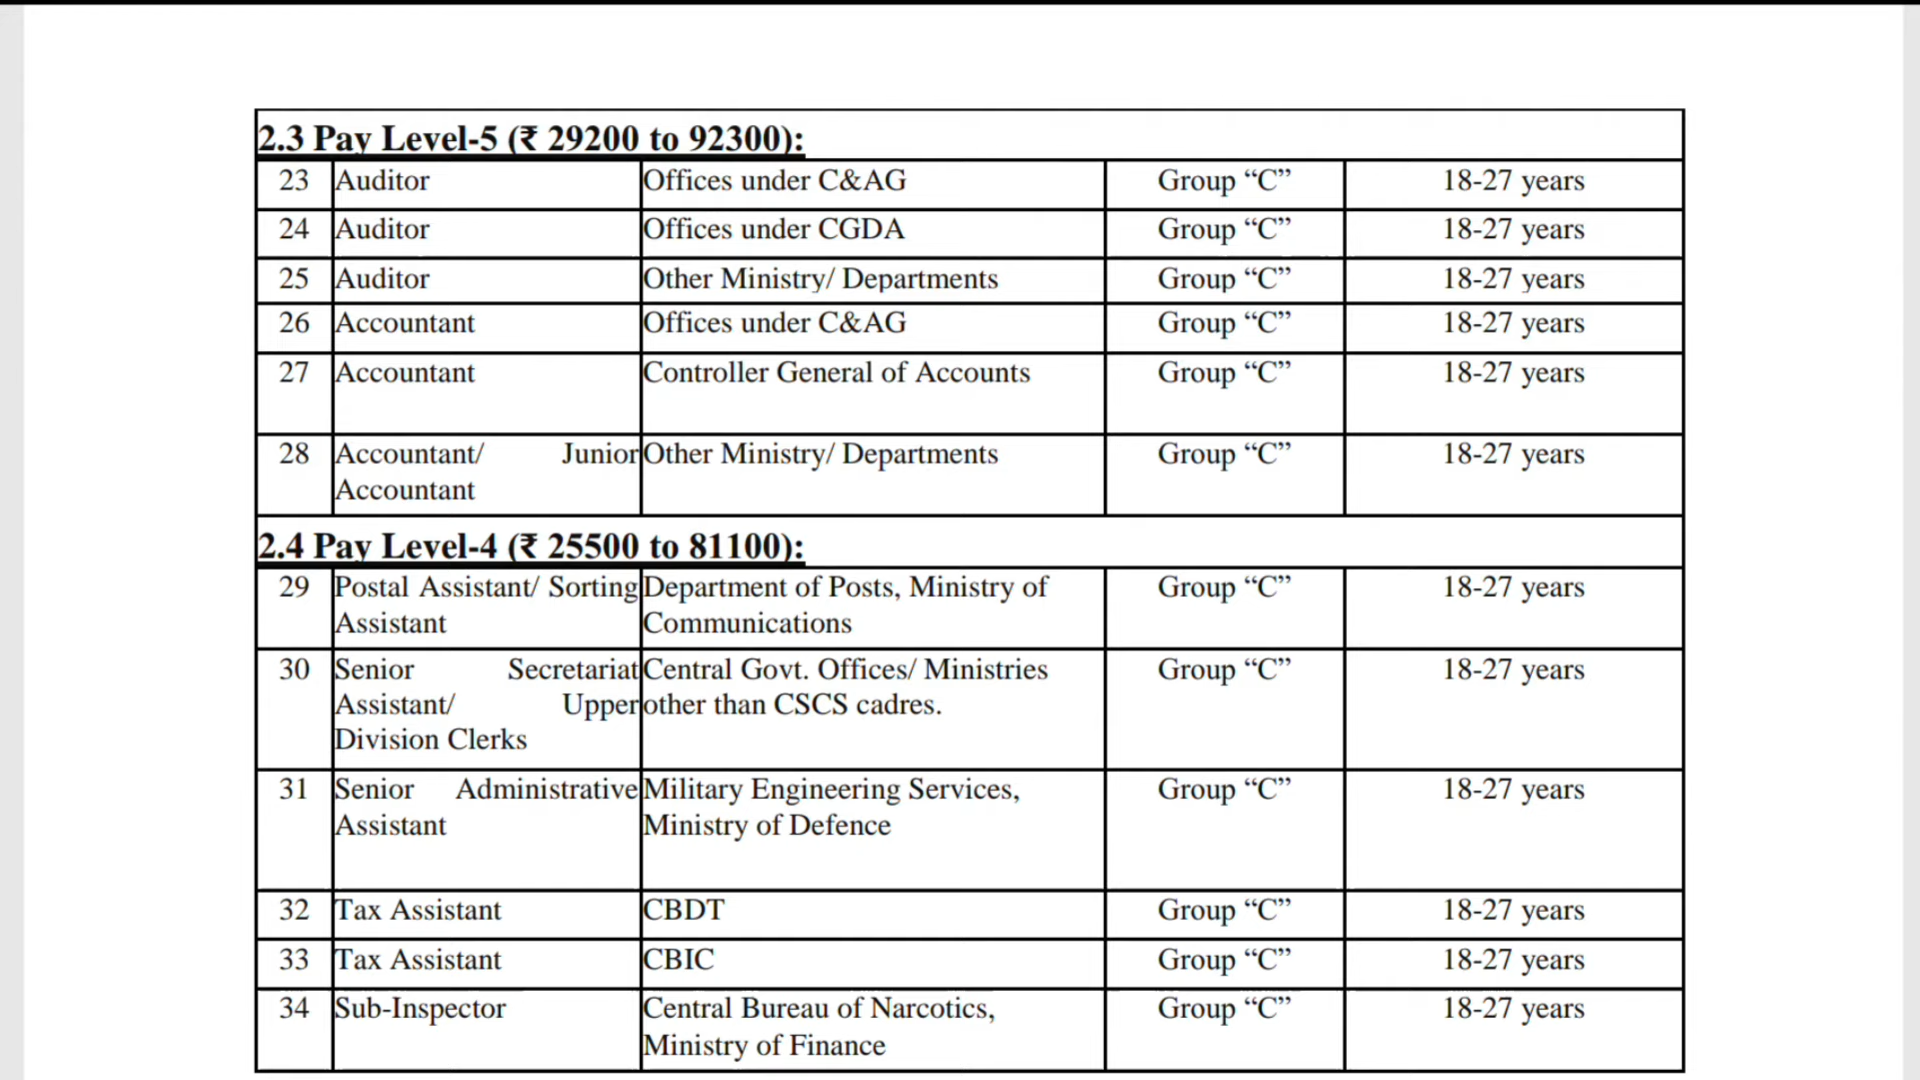 2.3 Pay Level-5 (₹ 29200 to 92300):
23 Auditor Offices under C&AG Group “C” 18-27 years
24 Auditor Offices under CGDA Group “C” 18-27 years
25 Auditor Other Ministry/ Departments Group “C” 18-27 years
26 Accountant Offices under C&AG Group “C” 18-27 years
27 Accountant Controller General of Accounts Group “C” 18-27 years
28 Accountant/ Junior Other Ministry/ Departments Group “C” 18-27 years
Accountant
2.4 Pay Level-4 (₹ 25500 to 81100):
29 Postal Assistant/ Sorting Department of Posts, Ministry of Group “C” 18-27 years
Assistant Communications
30 Senior Secretariat Central Govt. Offices/ Ministries Group “C” 18-27 years
Assistant/ Upper other than CSCS cadres.
Division Clerks
31 Senior Administrative Military Engineering Services, Group “C” 18-27 years
Assistant Ministry of Defence
32 Tax Assistant CBDT Group “C” 18-27 years
33 Tax Assistant CBIC Group “C” 18-27 years
34 Sub-Inspector Central Bureau of Narcotics, Group “C” 18-27 years
Ministry of Finance